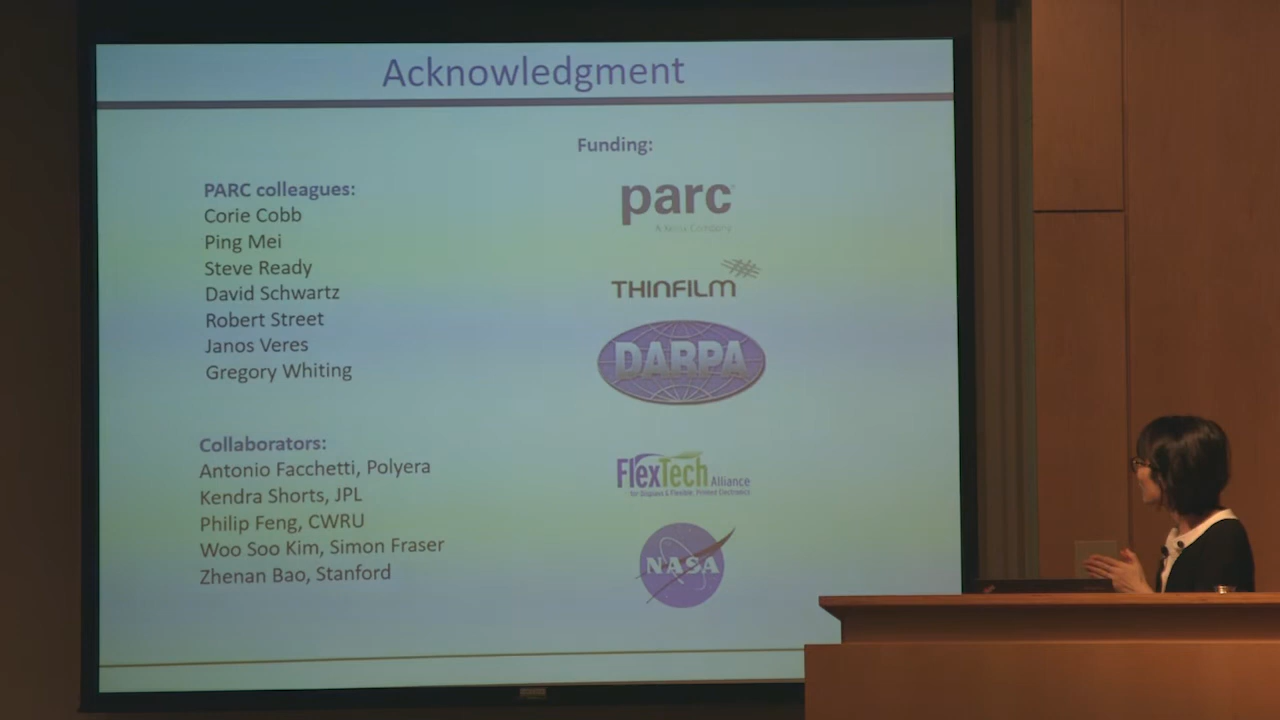 Acknowledgment
PARC colleagues:
Corie Cobb
Ping Mei
Steve Ready
David Schwartz
Robert Street
Janos Veres
Gregory Whiting
Collaborators:
Antonio Facchetti, Polyera
Kendra Shorts, JPL
Philip Feng, CWRU
Woo Soo Kim, Simon Fraser
Zhenan Bao, Stanford
Funding:
parc
A Xerox Company
THINFILM
DARPA
FlexTech Alliance
for Displays & Flexible, Printed Electronics
NASA